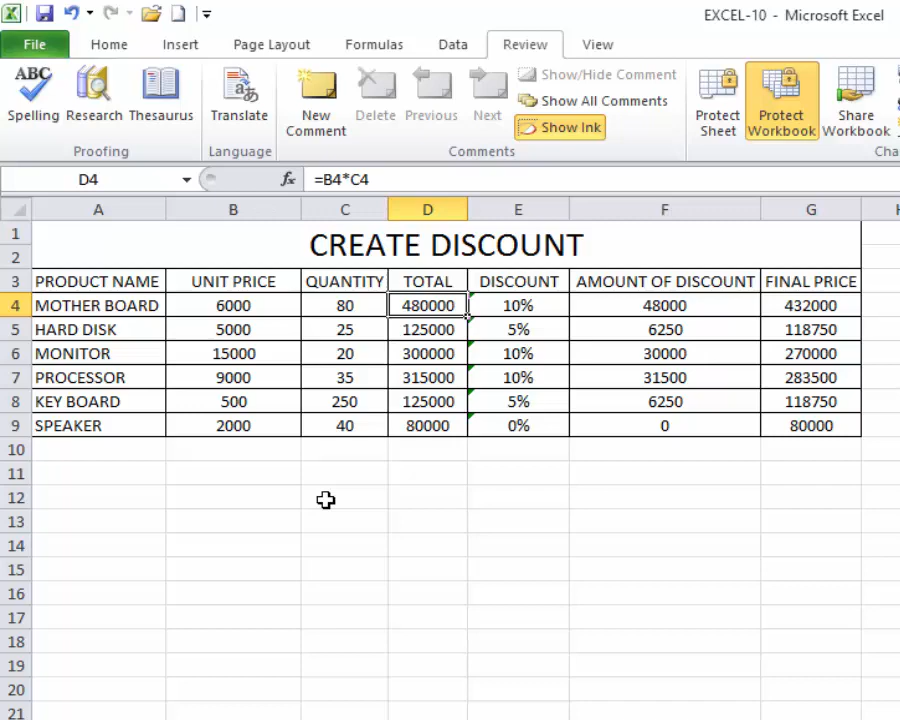 EXCEL-10 - Microsoft Excel
File Home Insert Page Layout Formulas Data Review View
ABC
Spelling Research Thesaurus Translate New Comment Delete Previous Next
Show/Hide Comment
Show All Comments
Show Ink
Protect Sheet Protect Workbook Share Workbook
Proofing Language Comments
D4 fx =B4*C4
A B C D E F G
1
2 CREATE DISCOUNT
3 PRODUCT NAME UNIT PRICE QUANTITY TOTAL DISCOUNT AMOUNT OF DISCOUNT FINAL PRICE
4 MOTHER BOARD 6000 80 480000 10% 48000 432000
5 HARD DISK 5000 25 125000 5% 6250 118750
6 MONITOR 15000 20 300000 10% 30000 270000
7 PROCESSOR 9000 35 315000 10% 31500 283500
8 KEY BOARD 500 250 125000 5% 6250 118750
9 SPEAKER 2000 40 80000 0% 0 80000
10
11
12
13
14
15
16
17
18
19
20
21